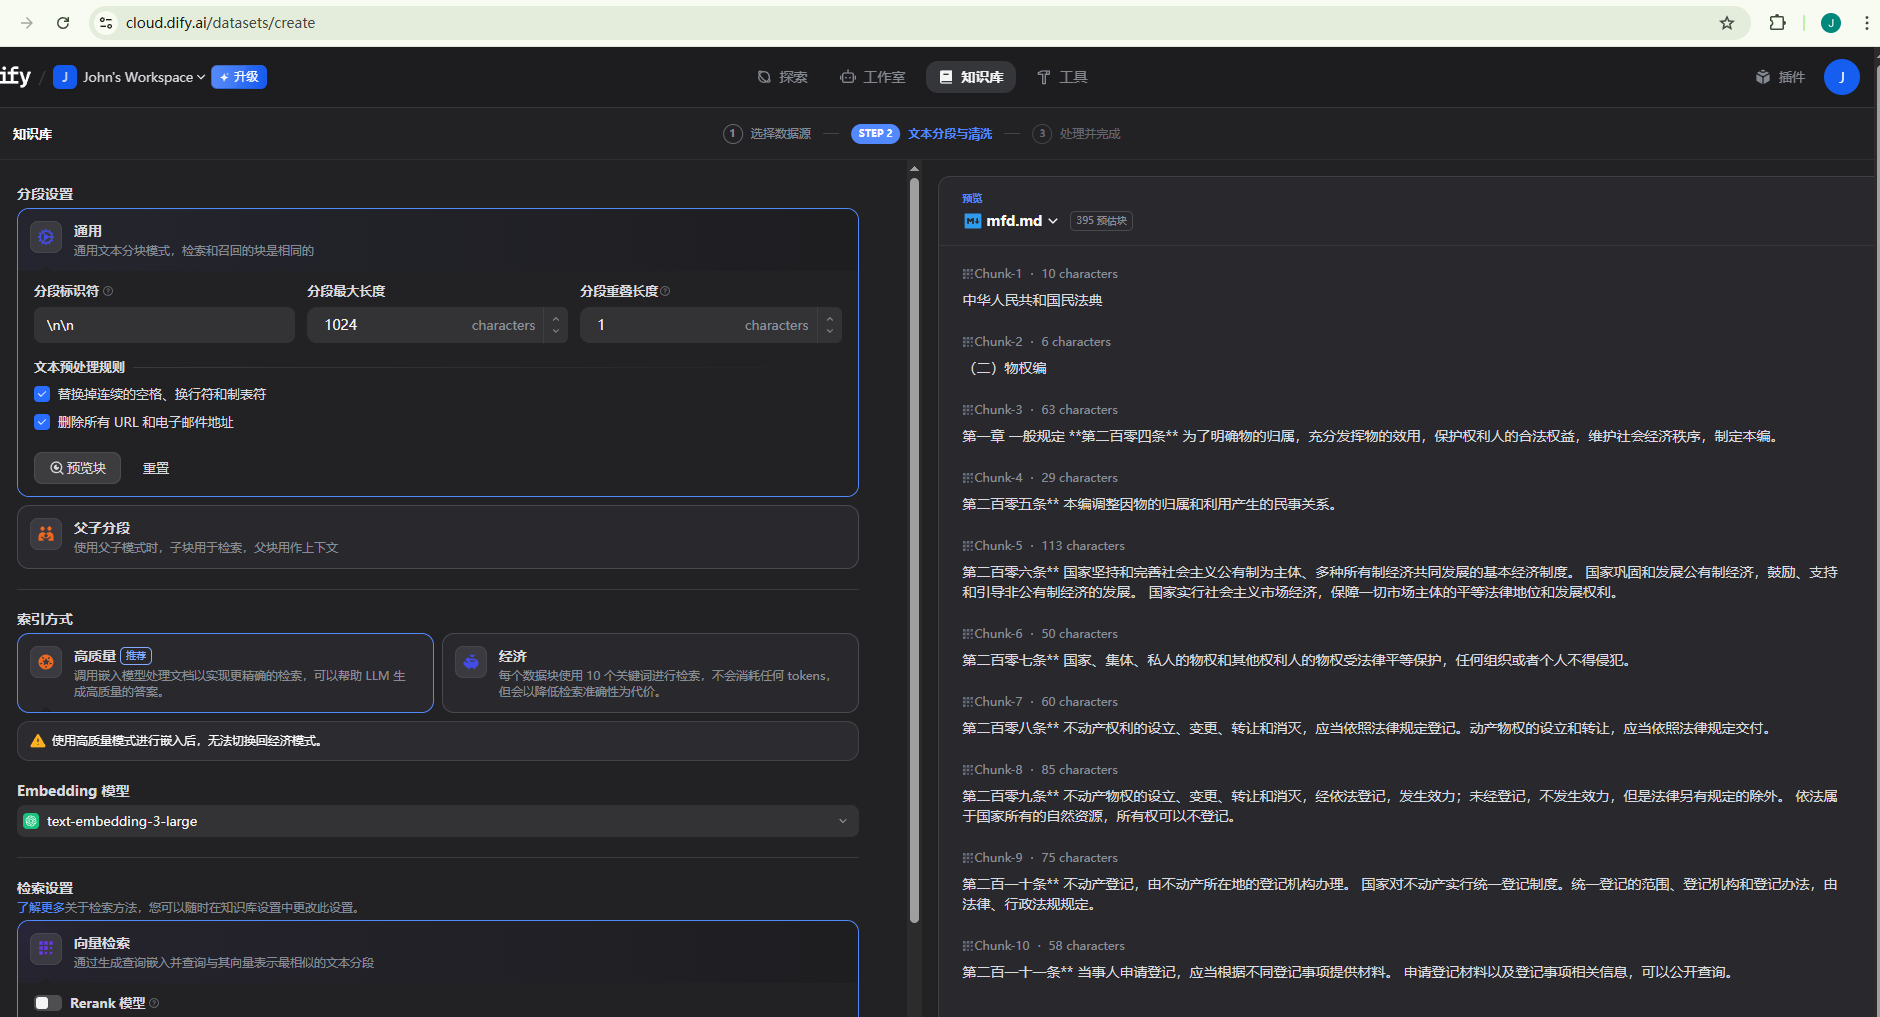 cloud.dify.ai/datasets/create
J
ify / J John's Workspace 升级
探索 工作室 知识库 工具
插件 J
知识库
1 选择数据源 STEP 2 文本分段与清洗 3 处理并完成
分段设置
通用
通用文本分块模式，检索和召回的块是相同的
分段标识符 分段最大长度 分段重叠长度
\n\n 1024 characters 1 characters
文本预处理规则
替换掉连续的空格、换行符和制表符
删除所有 URL 和电子邮件地址
预览块 重置
父子分段
使用父子模式时，子块用于检索，父块用作上下文
索引方式
高质量 推荐
调用嵌入模型处理文档以实现更精确的检索，可以帮助 LLM 生
成高质量的答案。
经济
每个数据块使用 10 个关键词进行检索，不会消耗任何 tokens，
但会以降低检索准确性为代价。
使用高质量模式进行嵌入后，无法切换回经济模式。
Embedding 模型
text-embedding-3-large
检索设置
了解更多关于检索方法，您可以随时在知识库设置中更改此设置。
向量检索
通过生成查询嵌入并查询与其向量表示最相似的文本分段
Rerank 模型
预览
mfd.md 395 预估块
Chunk-1 · 10 characters
中华人民共和国民法典
Chunk-2 · 6 characters
（二）物权编
Chunk-3 · 63 characters
第一章 一般规定 **第二百零四条** 为了明确物的归属，充分发挥物的效用，保护权利人的合法权益，维护社会经济秩序，制定本编。
Chunk-4 · 29 characters
第二百零五条** 本编调整因物的归属和利用产生的民事关系。
Chunk-5 · 113 characters
第二百零六条** 国家坚持和完善社会主义公有制为主体、多种所有制经济共同发展的基本经济制度。 国家巩固和发展公有制经济，鼓励、支持
和引导非公有制经济的发展。 国家实行社会主义市场经济，保障一切市场主体的平等法律地位和发展权利。
Chunk-6 · 50 characters
第二百零七条** 国家、集体、私人的物权和其他权利人的物权受法律平等保护，任何组织或者个人不得侵犯。
Chunk-7 · 60 characters
第二百零八条** 不动产权利的设立、变更、转让和消灭，应当依照法律规定登记。动产物权的设立和转让，应当依照法律规定交付。
Chunk-8 · 85 characters
第二百零九条** 不动产物权的设立、变更、转让和消灭，经依法登记，发生效力；未经登记，不发生效力，但是法律另有规定的除外。 依法属
于国家所有的自然资源，所有权可以不登记。
Chunk-9 · 75 characters
第二百一十条** 不动产登记，由不动产所在地的登记机构办理。 国家对不动产实行统一登记制度。统一登记的范围、登记机构和登记办法，由
法律、行政法规规定。
Chunk-10 · 58 characters
第二百一十一条** 当事人申请登记，应当根据不同登记事项提供材料。 申请登记材料以及登记事项相关信息，可以公开查询。